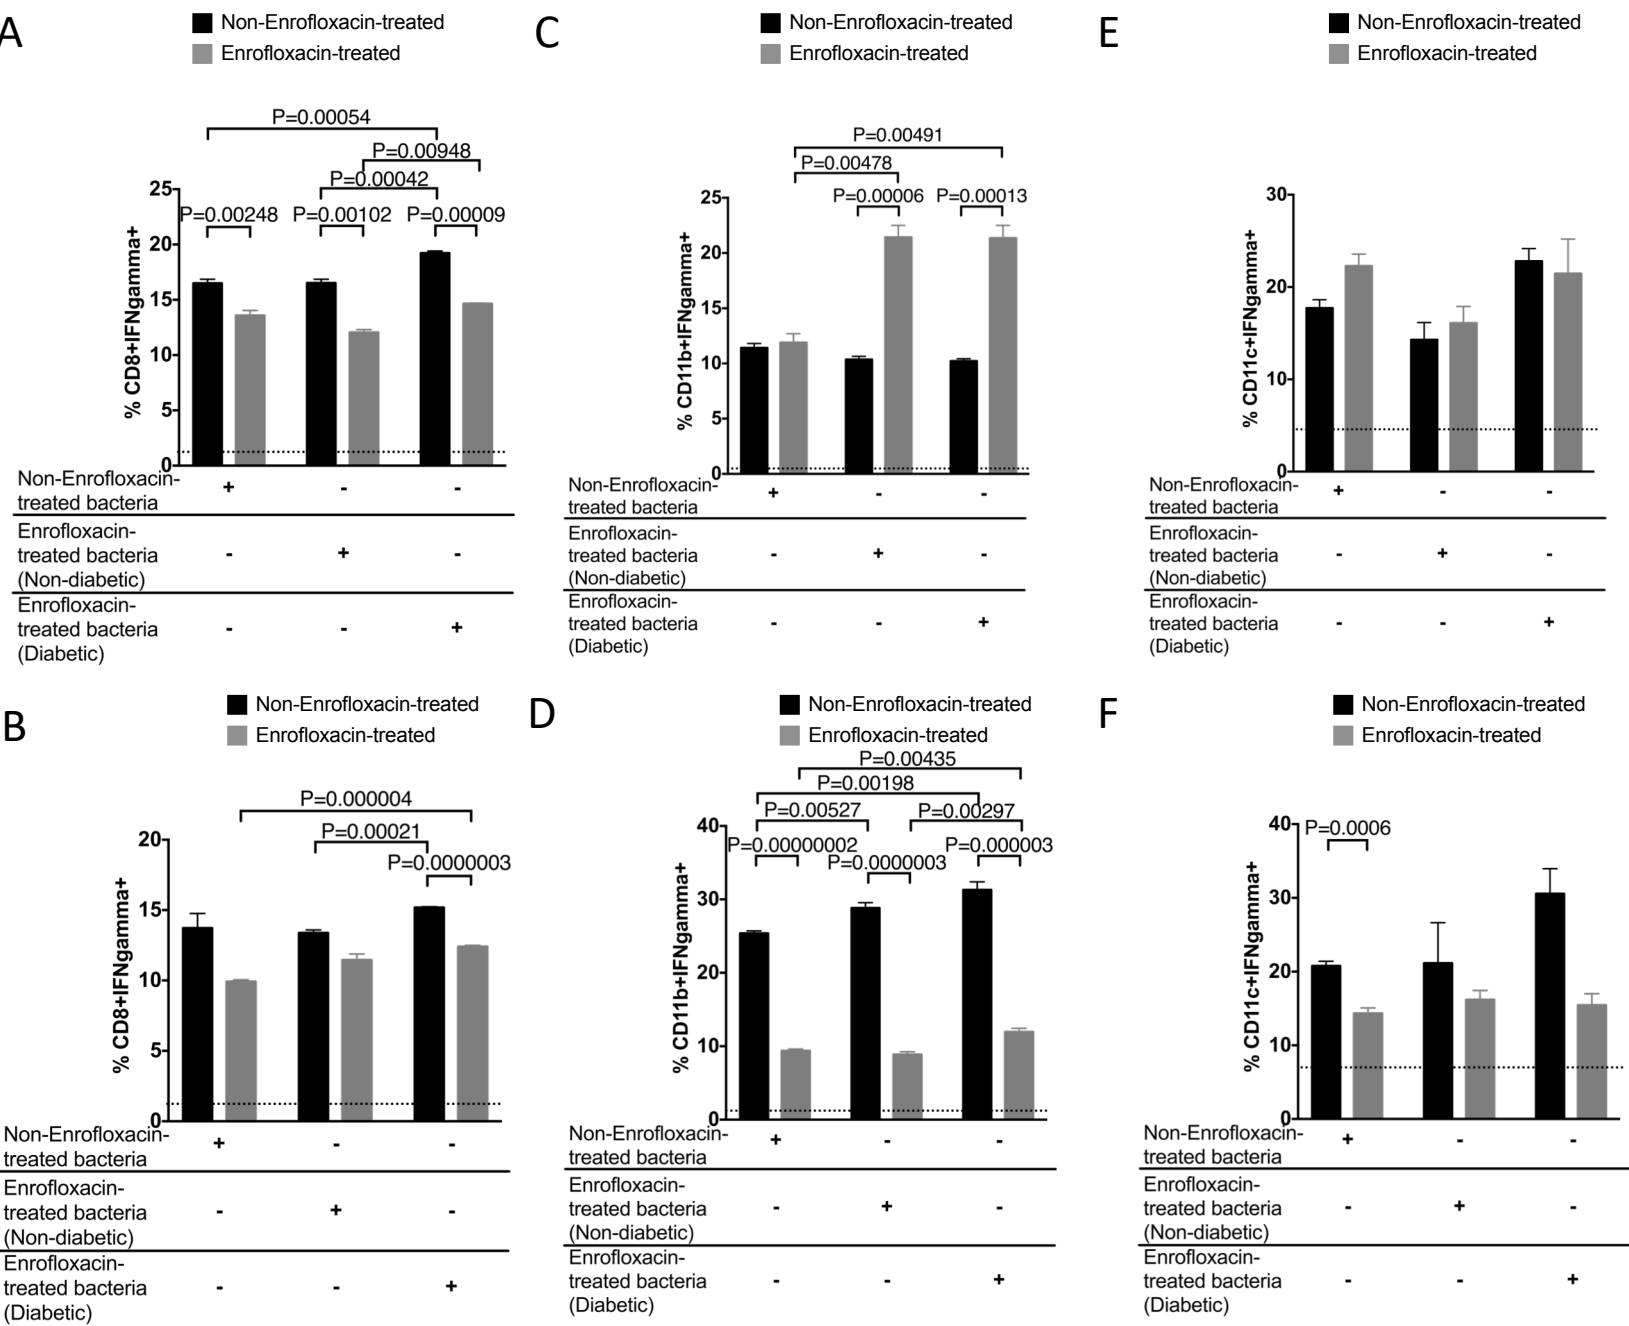 A
Non-Enrofloxacin-treated
Enrofloxacin-treated
P=0.00054
P=0.00948
P=0.00042
P=0.00248 P=0.00102 P=0.00009
% CD8+IFNgamma+
25
20
15
10
5
0
Non-Enrofloxacin-
treated bacteria
+ - -
Enrofloxacin-
treated bacteria
(Non-diabetic)
- + -
Enrofloxacin-
treated bacteria
(Diabetic)
- - +
C
Non-Enrofloxacin-treated
Enrofloxacin-treated
P=0.00491
P=0.00478
P=0.00006 P=0.00013
% CD11b+IFNgamma+
25
20
15
10
5
0
Non-Enrofloxacin-
treated bacteria
+ - -
Enrofloxacin-
treated bacteria
(Non-diabetic)
- + -
Enrofloxacin-
treated bacteria
(Diabetic)
- - +
E
Non-Enrofloxacin-treated
Enrofloxacin-treated
% CD11c+IFNgamma+
30
20
10
0
Non-Enrofloxacin-
treated bacteria
+ - -
Enrofloxacin-
treated bacteria
(Non-diabetic)
- + -
Enrofloxacin-
treated bacteria
(Diabetic)
- - +
B
Non-Enrofloxacin-treated
Enrofloxacin-treated
P=0.000004
P=0.00021
P=0.0000003
% CD8+IFNgamma+
20
15
10
5
0
Non-Enrofloxacin-
treated bacteria
+ - -
Enrofloxacin-
treated bacteria
(Non-diabetic)
- + -
Enrofloxacin-
treated bacteria
(Diabetic)
- - +
D
Non-Enrofloxacin-treated
Enrofloxacin-treated
P=0.00435
P=0.00198
P=0.00527 P=0.00297
P=0.00000002 P=0.000003
P=0.0000003
% CD11b+IFNgamma+
40
30
20
10
0
Non-Enrofloxacin-
treated bacteria
+ - -
Enrofloxacin-
treated bacteria
(Non-diabetic)
- + -
Enrofloxacin-
treated bacteria
(Diabetic)
- - +
F
Non-Enrofloxacin-treated
Enrofloxacin-treated
P=0.0006
% CD11c+IFNgamma+
40
30
20
10
0
Non-Enrofloxacin-
treated bacteria
+ - -
Enrofloxacin-
treated bacteria
(Non-diabetic)
- + -
Enrofloxacin-
treated bacteria
(Diabetic)
- - +